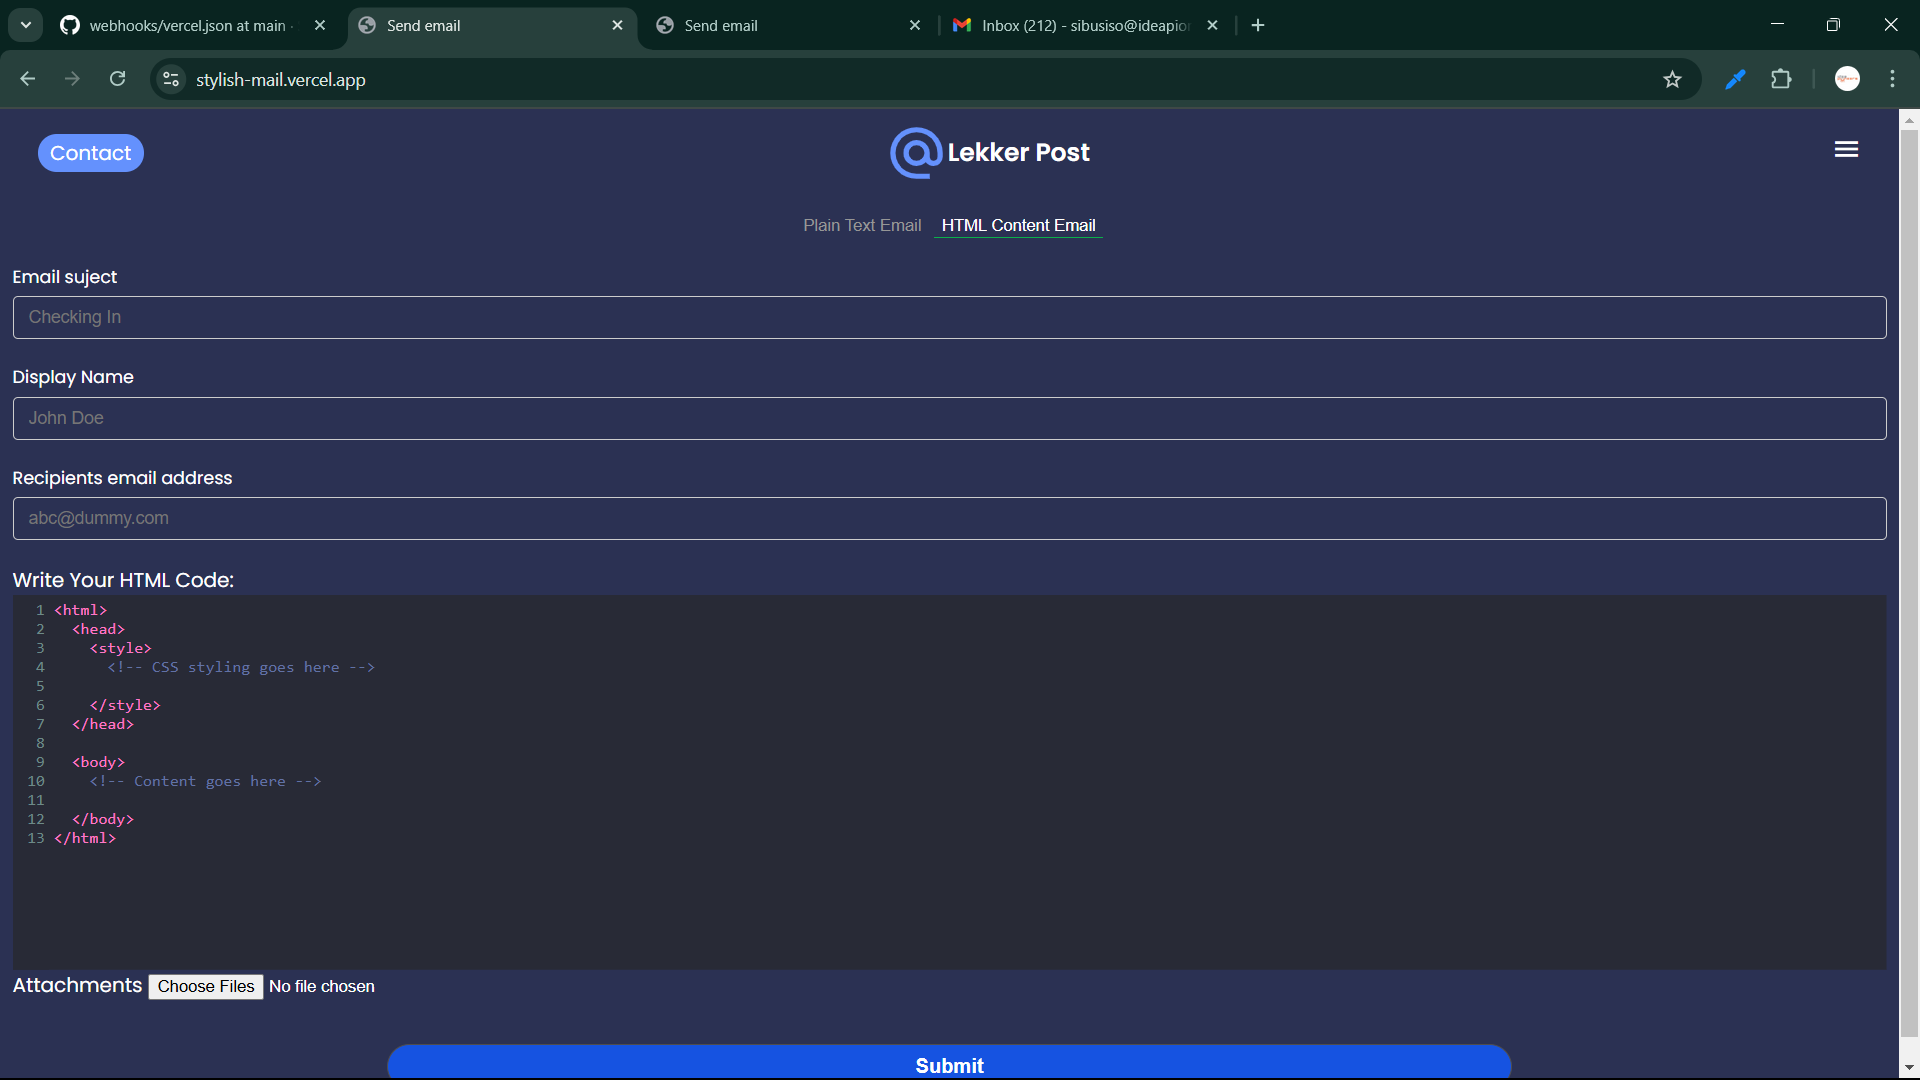 webhooks/vercel.json at main ·
Send email
Send email
Inbox (212) - sibusiso@ideapio
stylish-mail.vercel.app
Contact
Lekker Post
Plain Text Email HTML Content Email
Email suject
Checking In
Display Name
John Doe
Recipients email address
abc@dummy.com
Write Your HTML Code:
1 <html>
2 <head>
3 <style>
4 <!-- CSS styling goes here -->
5
6 </style>
7 </head>
8
9 <body>
10 <!-- Content goes here -->
11
12 </body>
13 </html>
Attachments Choose Files No file chosen
Submit